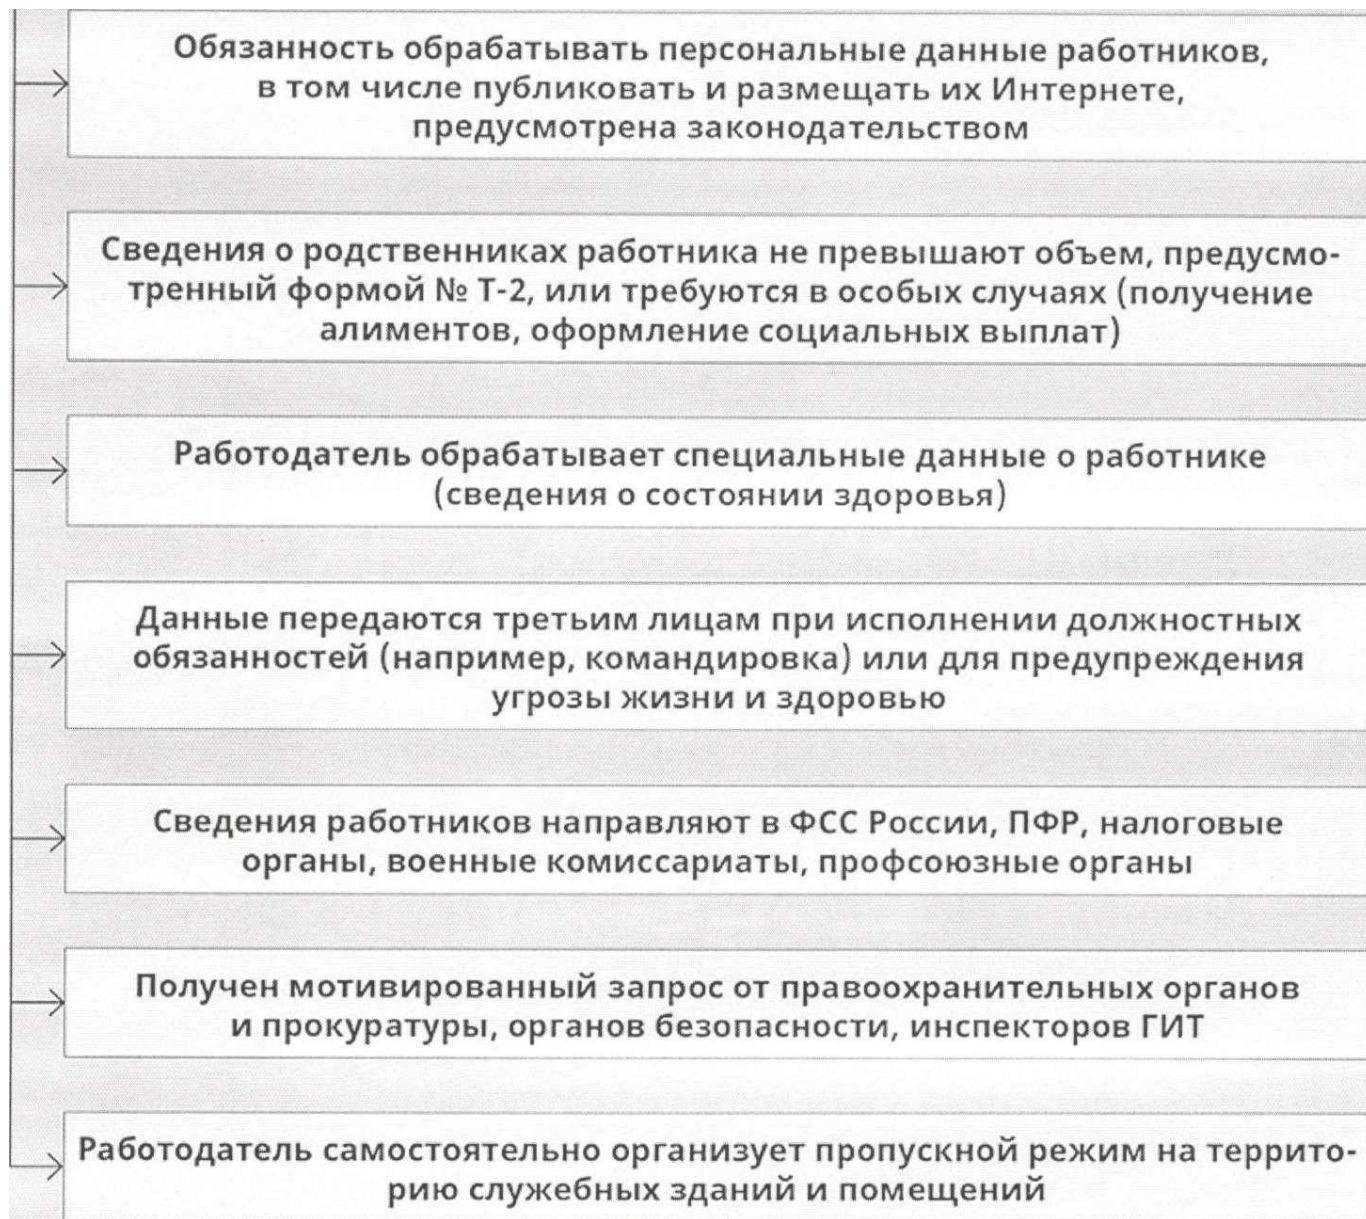 Обязанность обрабатывать персональные данные работников,
в том числе публиковать и размещать их Интернете,
предусмотрена законодательством
Сведения о родственниках работника не превышают объем, предусмо-
тренный формой № Т-2, или требуются в особых случаях (получение
алиментов, оформление социальных выплат)
Работодатель обрабатывает специальные данные о работнике
(сведения о состоянии здоровья)
Данные передаются третьим лицам при исполнении должностных
обязанностей (например, командировка) или для предупреждения
угрозы жизни и здоровью
Сведения работников направляют в ФСС России, ПФР, налоговые
органы, военные комиссариаты, профсоюзные органы
Получен мотивированный запрос от правоохранительных органов
и прокуратуры, органов безопасности, инспекторов ГИТ
Работодатель самостоятельно организует пропускной режим на террито-
рию служебных зданий и помещений